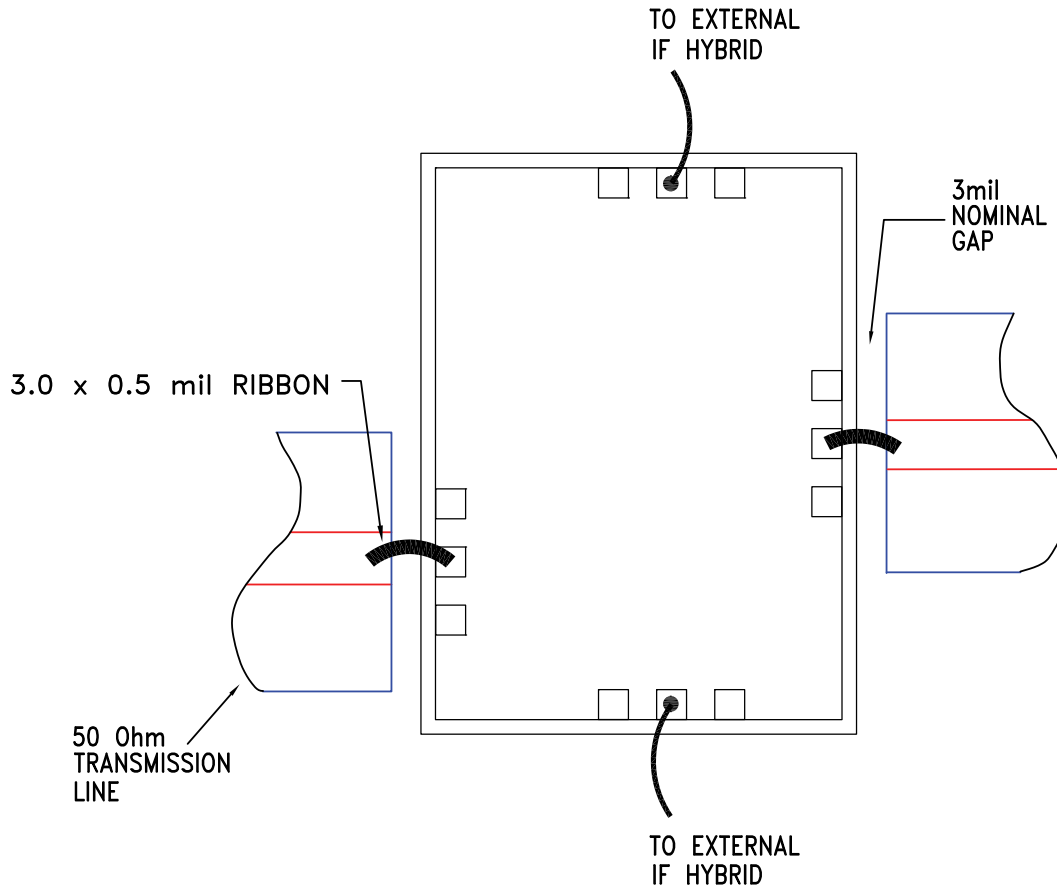 TO EXTERNAL
IF HYBRID
3mil
NOMINAL
GAP
3.0 x 0.5 mil RIBBON
50 Ohm
TRANSMISSION
LINE
TO EXTERNAL
IF HYBRID